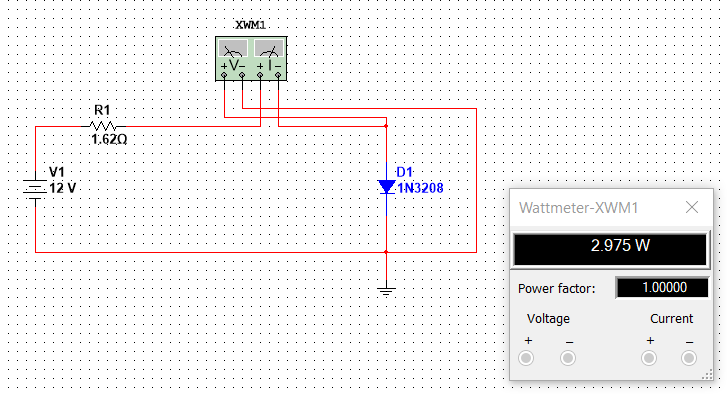 XWM1
+ V − + I −
R1
1.62Ω
V1
12 V
D1
1N3208
Wattmeter-XWM1
2.975 W
Power factor: 1.00000
Voltage Current
+ − + −